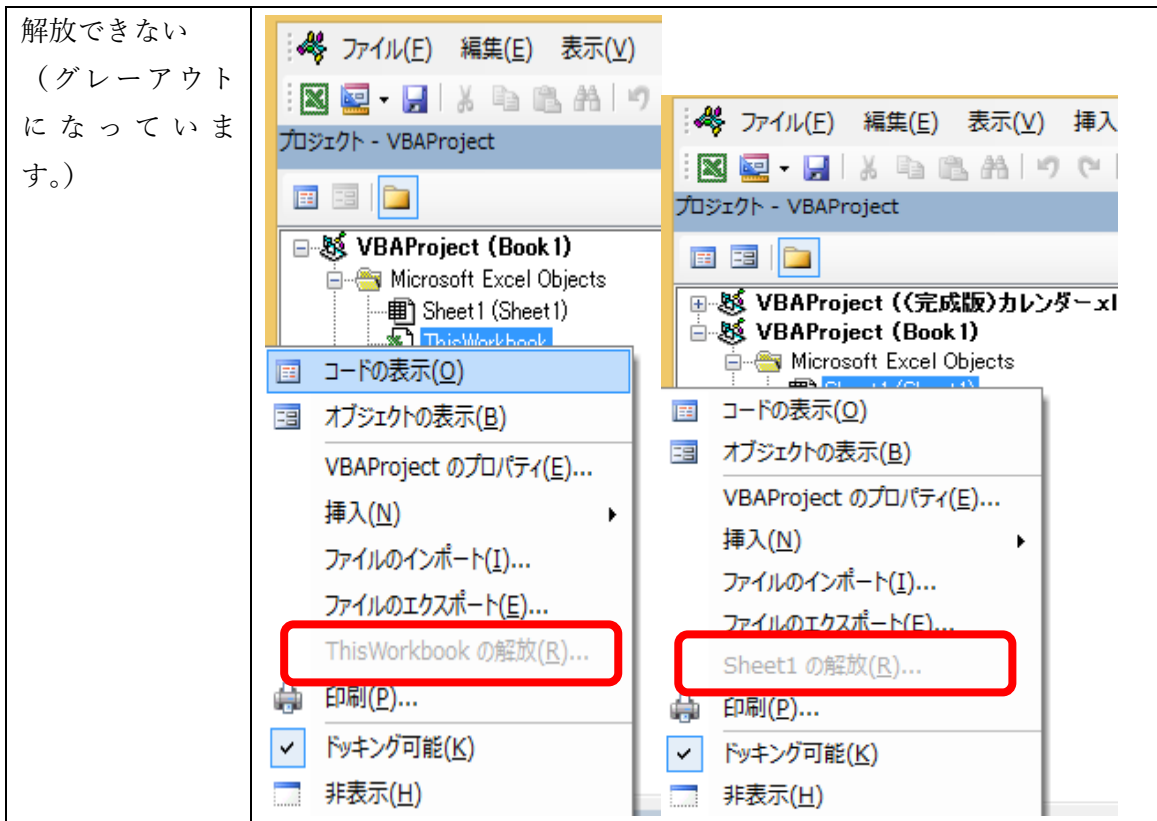 解放できない
（グレーアウト
になっていま
す。）
ファイル(F) 編集(E) 表示(V)
プロジェクト - VBAProject
VBAProject (Book1)
Microsoft Excel Objects
Sheet1 (Sheet1)
ThisWorkbook
コードの表示(O)
オブジェクトの表示(B)
VBAProject のプロパティ(E)...
挿入(N)
ファイルのインポート(I)...
ファイルのエクスポート(E)...
ThisWorkbook の解放(R)...
印刷(P)...
ドッキング可能(K)
非表示(H)
ファイル(F) 編集(E) 表示(V) 挿入
プロジェクト - VBAProject
VBAProject ((完成版)カレンダー.xl
VBAProject (Book1)
Microsoft Excel Objects
Sheet1 (Sheet1)
コードの表示(O)
オブジェクトの表示(B)
VBAProject のプロパティ(E)...
挿入(N)
ファイルのインポート(I)...
ファイルのエクスポート(E)...
Sheet1 の解放(R)...
印刷(P)...
ドッキング可能(K)
非表示(H)